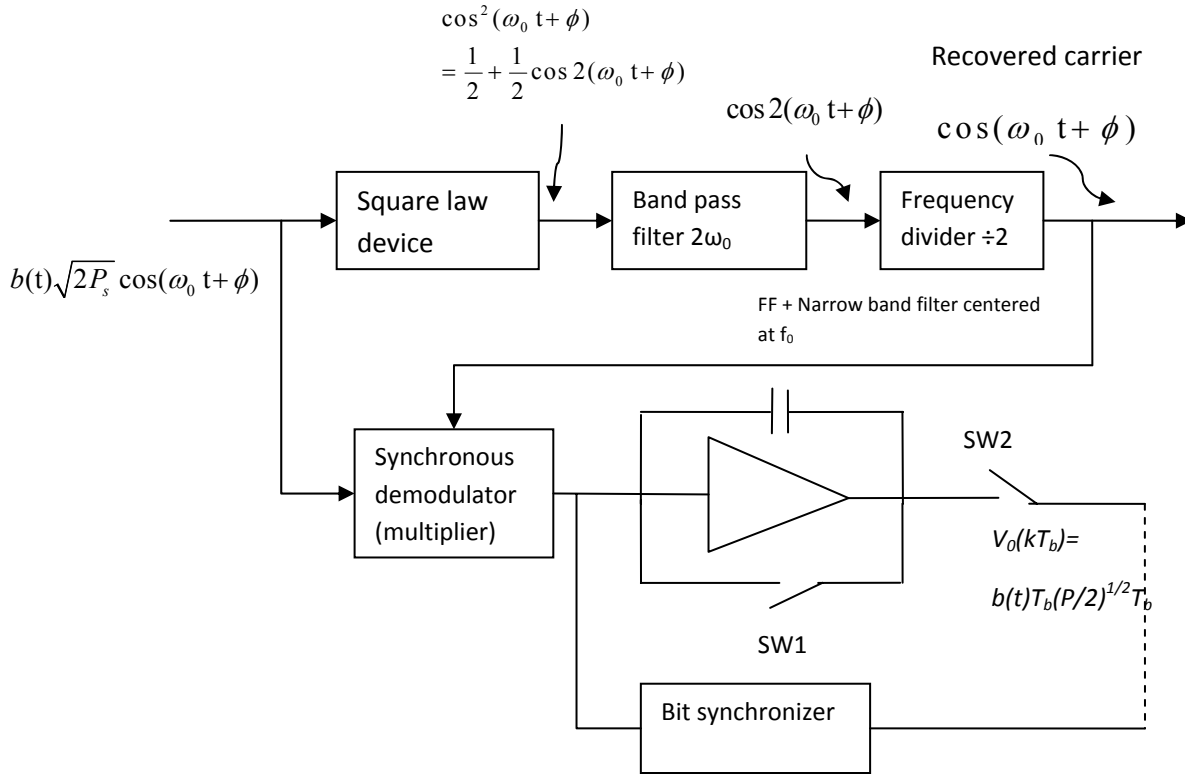 cos²(ω₀ t+ φ)
= 1/2 + 1/2 cos 2(ω₀ t+ φ)
Recovered carrier
cos 2(ω₀ t+ φ)
cos(ω₀ t+ φ)
Square law
device
Band pass
filter 2ω₀
Frequency
divider ÷2
b(t)√2Pₛ cos(ω₀ t+ φ)
FF + Narrow band filter centered
at f₀
Synchronous
demodulator
(multiplier)
SW2
V₀(kT_b)=
b(t)T_b(P/2)^1/2T_b
SW1
Bit synchronizer